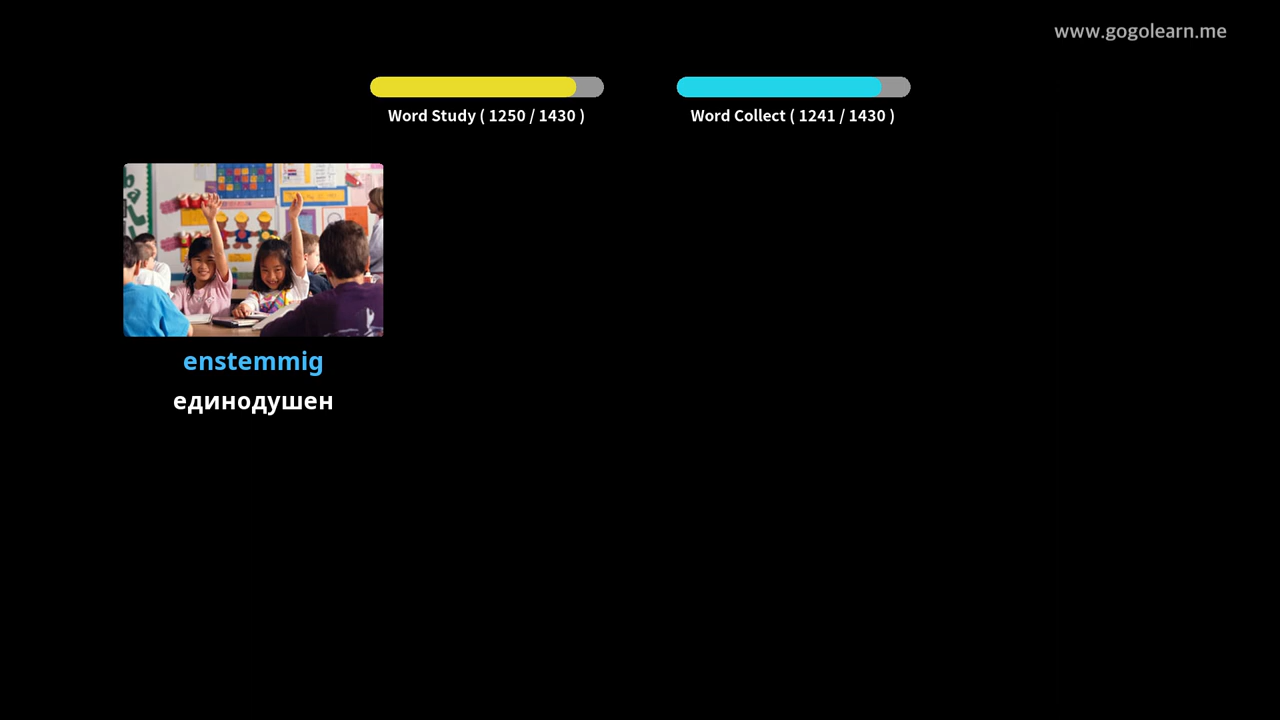 www.gogolearn.me
Word Study ( 1250 / 1430 )
Word Collect ( 1241 / 1430 )
enstemmig
единодушен